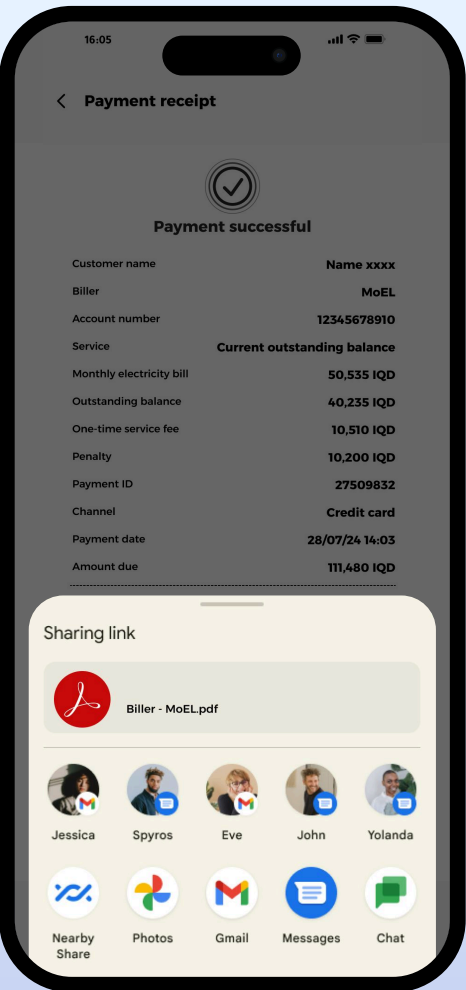 16:05
Payment receipt
Payment successful
Customer name Name xxxx
Biller MoEL
Account number 12345678910
Service Current outstanding balance
Monthly electricity bill 50,535 IQD
Outstanding balance 40,235 IQD
One-time service fee 10,510 IQD
Penalty 10,200 IQD
Payment ID 27509832
Channel Credit card
Payment date 28/07/24 14:03
Amount due 111,480 IQD
Sharing link
Biller - MoEL.pdf
Jessica Spyros Eve John Yolanda
Nearby Photos Gmail Messages Chat
Share